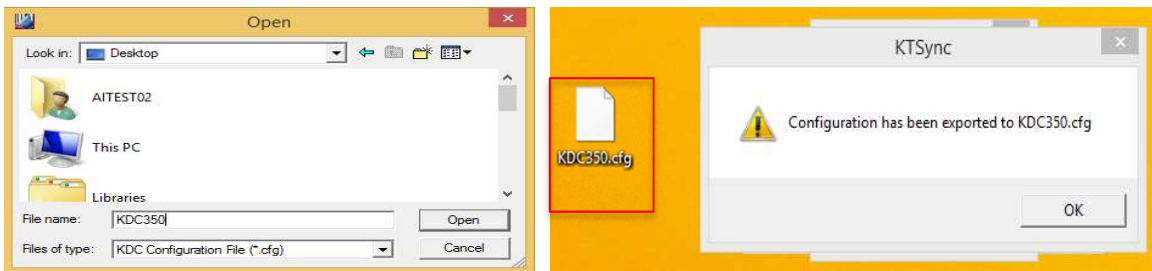 Open
Look in: Desktop
AITEST02
This PC
Libraries
File name: KDC350
Open
Files of type: KDC Configuration File (*.cfg)
Cancel
KDC350.cfg
KTSync
Configuration has been exported to KDC350.cfg
OK